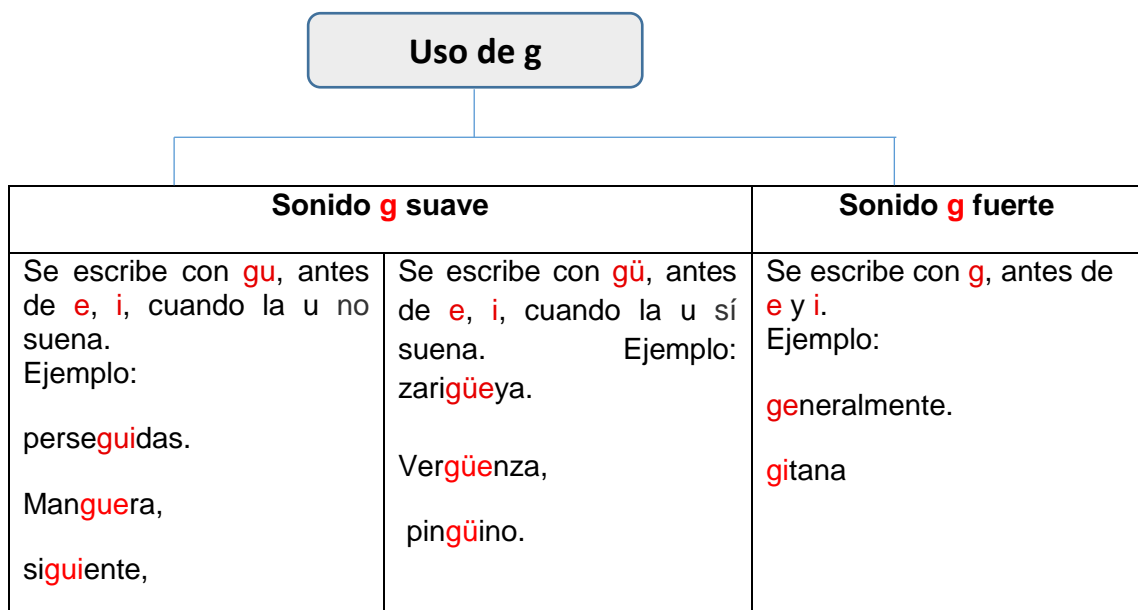 Uso de g
Sonido g suave
Sonido g fuerte
Se escribe con gu, antes
de e, i, cuando la u no
suena.
Ejemplo:
perseguidas.
Manguera,
siguiente,
Se escribe con gü, antes
de e, i, cuando la u sí
suena. Ejemplo:
zarigüeya.
Vergüenza,
pingüino.
Se escribe con g, antes de
e y i.
Ejemplo:
generalmente.
gitana